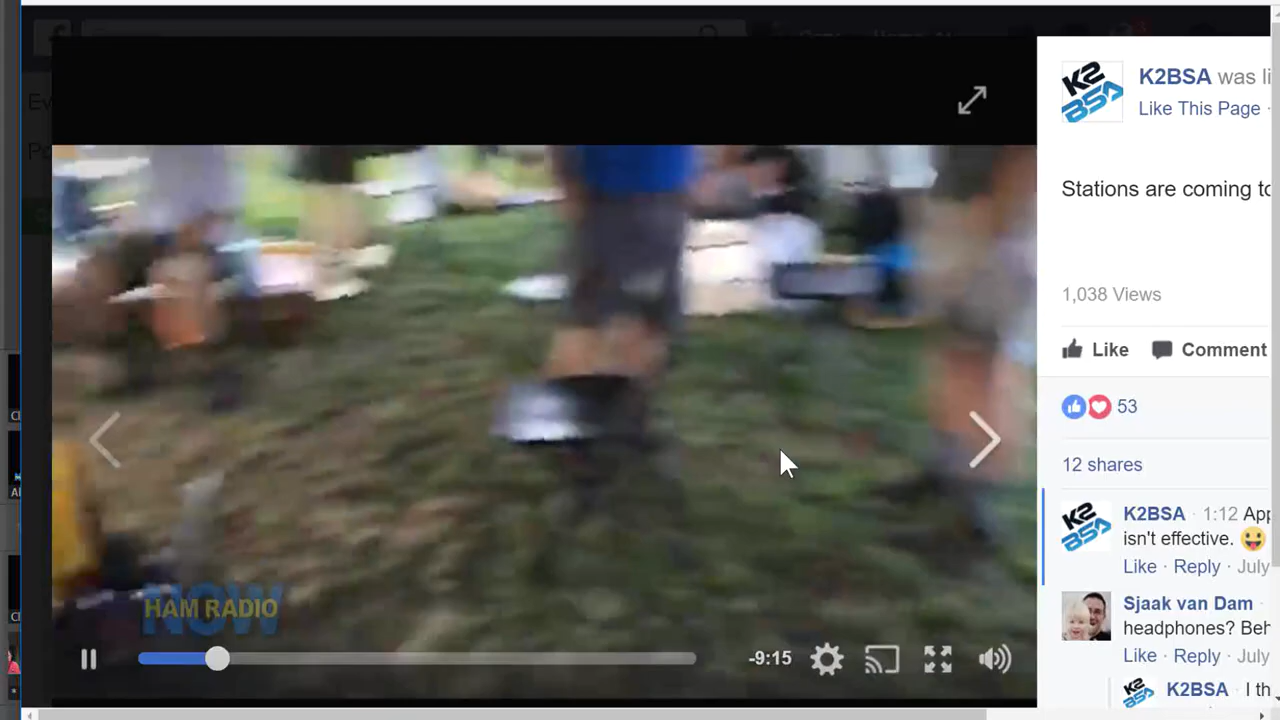 K2BSA was li
Like This Page ·
Stations are coming to
1,038 Views
Like Comment
53
12 shares
K2BSA · 1:12 App
isn't effective.
Like · Reply · July
Sjaak van Dam ·
headphones? Beh
Like · Reply · July
K2BSA I th
K2
BSA
HAM RADIO
NOW
-9:15